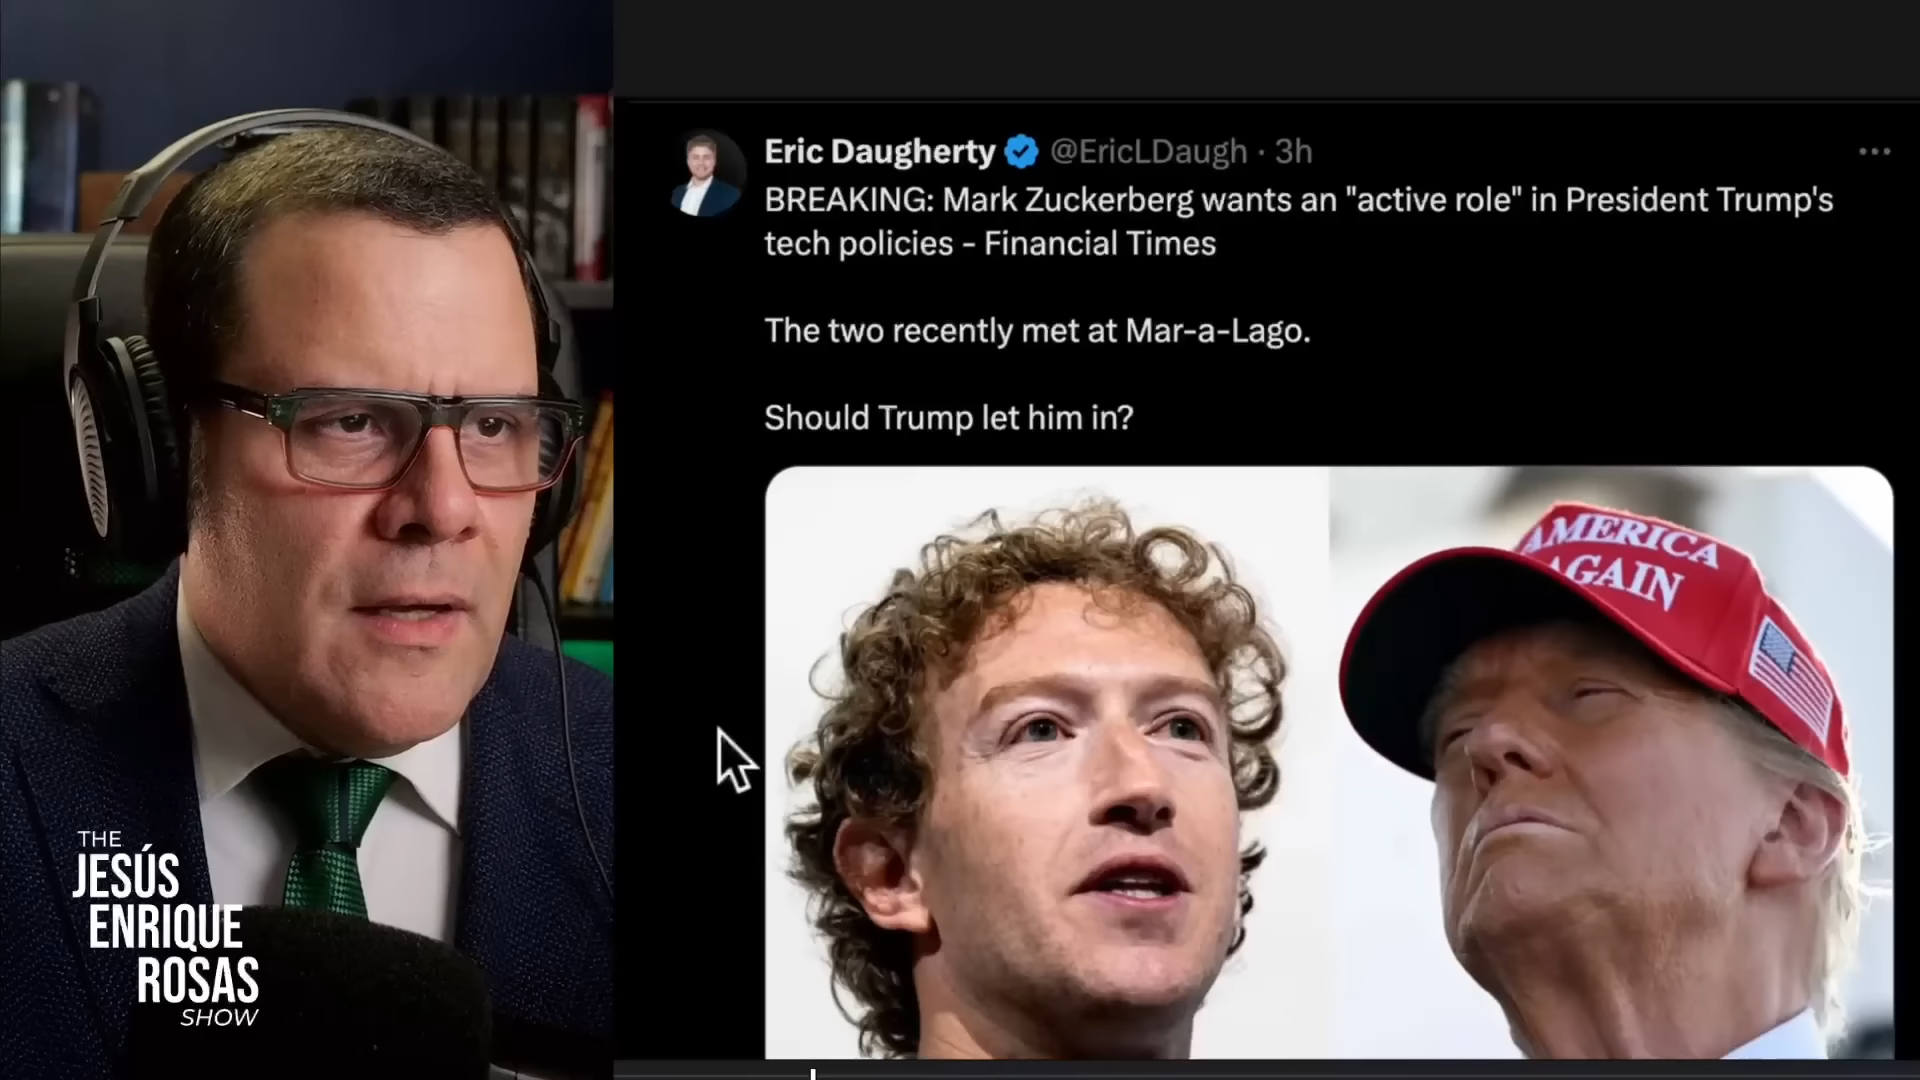 Eric Daugherty @EricLDaugh · 3h
BREAKING: Mark Zuckerberg wants an "active role" in President Trump's
tech policies - Financial Times
The two recently met at Mar-a-Lago.
Should Trump let him in?
AMERICA
AGAIN
THE
JESÚS
ENRIQUE
ROSAS
SHOW